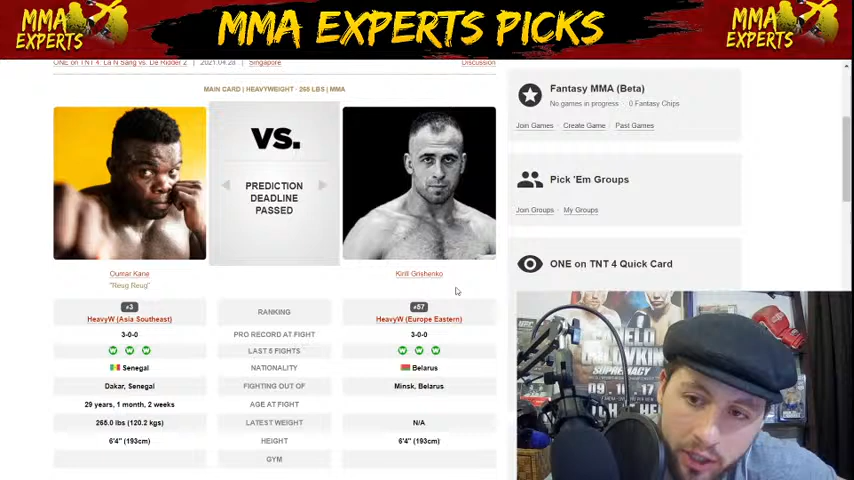 MMA EXPERTS
MMA EXPERTS PICKS
MMA EXPERTS
ONE on TNT 4: La N Sang vs. De Ridder 2 | 2021.04.28 | Singapore
Discussion
MAIN CARD | HEAVYWEIGHT · 265 LBS | MMA
VS.
PREDICTION
DEADLINE
PASSED
Oumar Kane
"Reug Reug"
Kirill Grishenko
#3
HeavyW (Asia Southeast)
RANKING
#57
HeavyW (Europe Eastern)
3-0-0
PRO RECORD AT FIGHT
3-0-0
W W W
LAST 5 FIGHTS
W W W
Senegal
NATIONALITY
Belarus
Dakar, Senegal
FIGHTING OUT OF
Minsk, Belarus
29 years, 1 month, 2 weeks
AGE AT FIGHT
265.0 lbs (120.2 kgs)
LATEST WEIGHT
N/A
6'4" (193cm)
HEIGHT
6'4" (193cm)
GYM
Fantasy MMA (Beta)
No games in progress · 0 Fantasy Chips
Join Games Create Game Past Games
Pick 'Em Groups
Join Groups My Groups
ONE on TNT 4 Quick Card
SUPREMACY
09.16.17